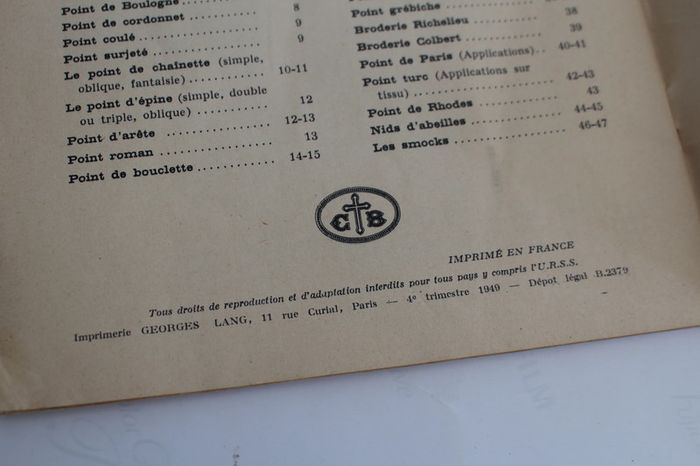 Point de Boulogne
Point de cordonnet ............ 8
Point coulé ............ 9
Point surjeté ............ 9
Le point de chaînette (simple,
oblique, fantaisie) ............ 10-11
Le point d'épine (simple, double
ou triple, oblique) ............ 12
Point d'arête ............ 12-13
Point roman ............ 13
Point de bouclette ............ 14-15
Point grébiche
Broderie Richelieu ............ 38
Broderie Colbert ............ 39
Point de Paris (Applications).. 40-41
Point turc (Applications sur
tissu) ............ 42-43
Point de Rhodes ............ 43
Nids d'abeilles ............ 44-45
Les smocks ............ 46-47
C B
IMPRIMÉ EN FRANCE
Tous droits de reproduction et d'adaptation interdits pour tous pays y compris l'U.R.S.S.
Imprimerie GEORGES LANG, 11 rue Curial, Paris — 4e trimestre 1949 — Dépot légal B.2379